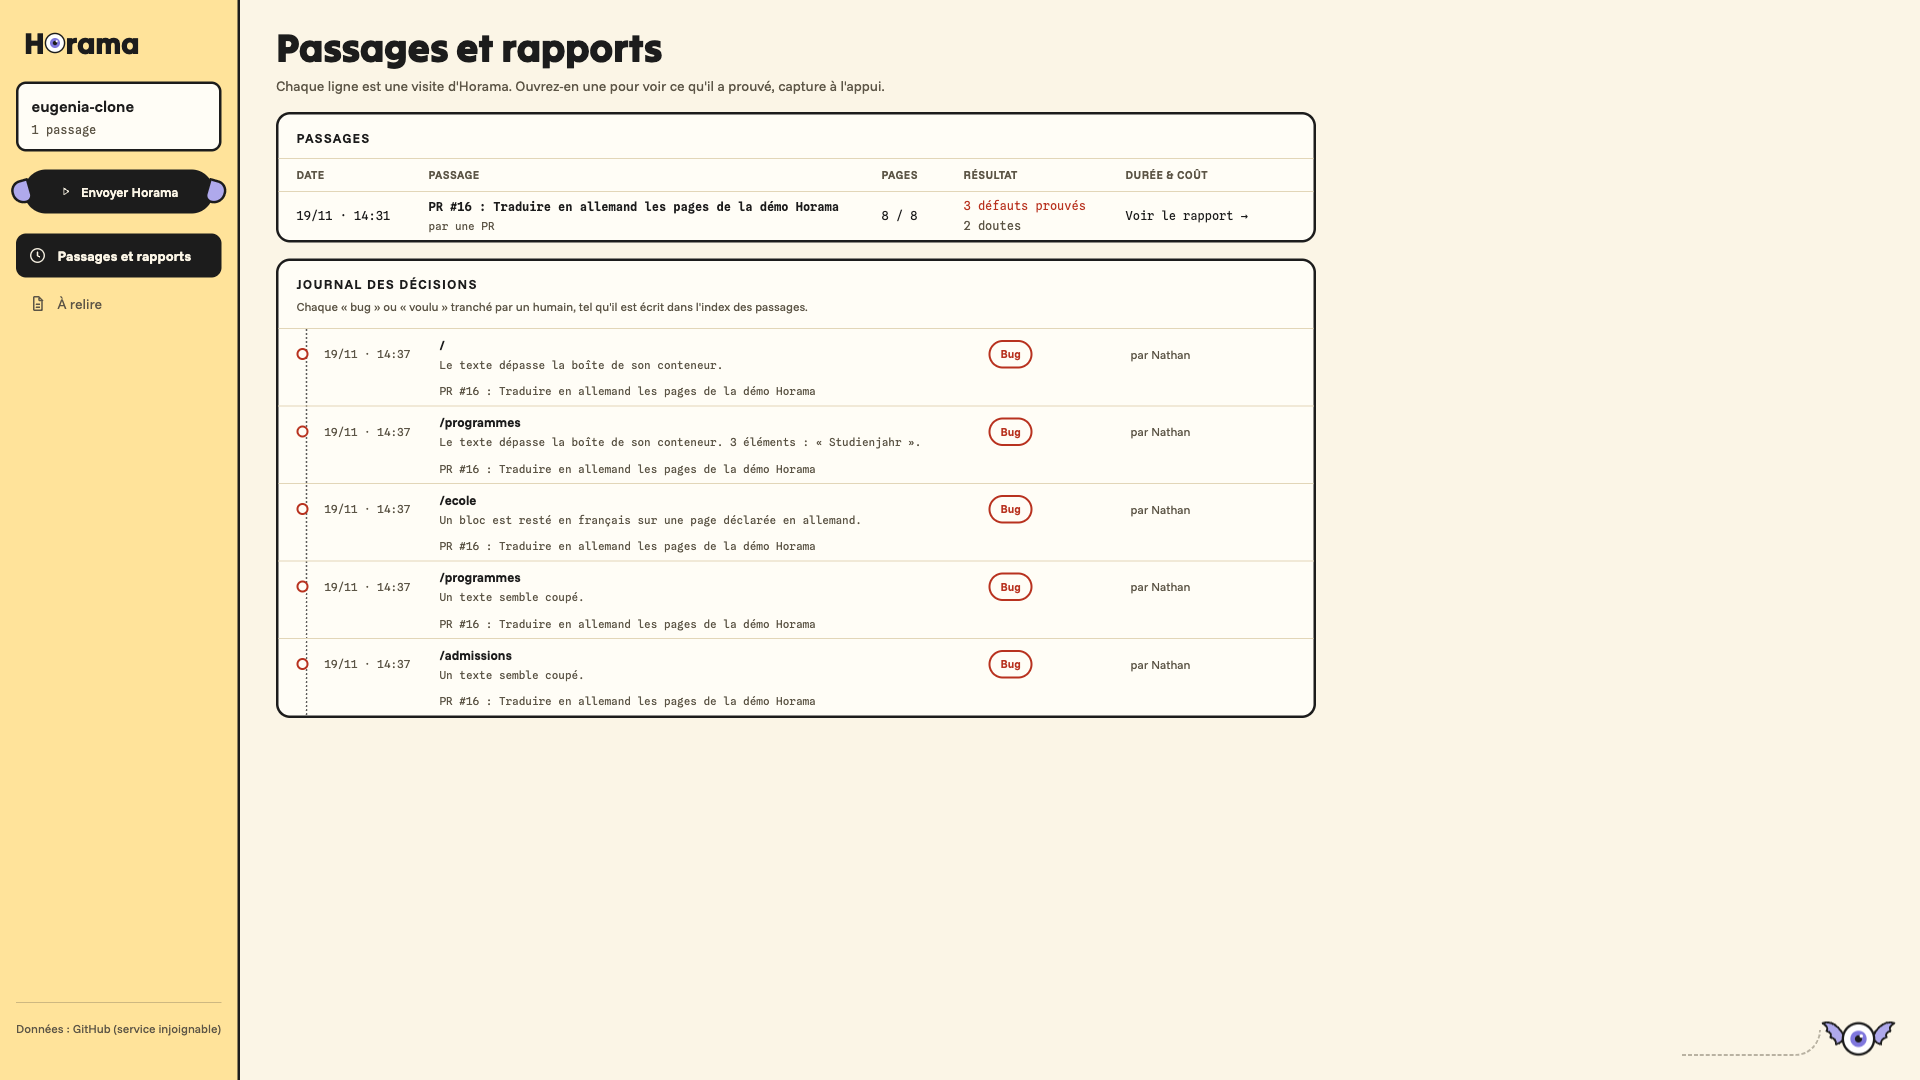 Horama
eugenia-clone
1 passage
Envoyer Horama
Passages et rapports
À relire
Données : GitHub (service injoignable)
Passages et rapports
Chaque ligne est une visite d'Horama. Ouvrez-en une pour voir ce qu'il a prouvé, capture à l'appui.
PASSAGES
DATE PASSAGE PAGES RÉSULTAT DURÉE & COÛT
19/11 · 14:31 PR #16 : Traduire en allemand les pages de la démo Horama 8 / 8 3 défauts prouvés Voir le rapport →
par une PR 2 doutes
JOURNAL DES DÉCISIONS
Chaque « bug » ou « voulu » tranché par un humain, tel qu'il est écrit dans l'index des passages.
19/11 · 14:37 / Bug par Nathan
Le texte dépasse la boîte de son conteneur.
PR #16 : Traduire en allemand les pages de la démo Horama
19/11 · 14:37 /programmes Bug par Nathan
Le texte dépasse la boîte de son conteneur. 3 éléments : « Studienjahr ».
PR #16 : Traduire en allemand les pages de la démo Horama
19/11 · 14:37 /ecole Bug par Nathan
Un bloc est resté en français sur une page déclarée en allemand.
PR #16 : Traduire en allemand les pages de la démo Horama
19/11 · 14:37 /programmes Bug par Nathan
Un texte semble coupé.
PR #16 : Traduire en allemand les pages de la démo Horama
19/11 · 14:37 /admissions Bug par Nathan
Un texte semble coupé.
PR #16 : Traduire en allemand les pages de la démo Horama